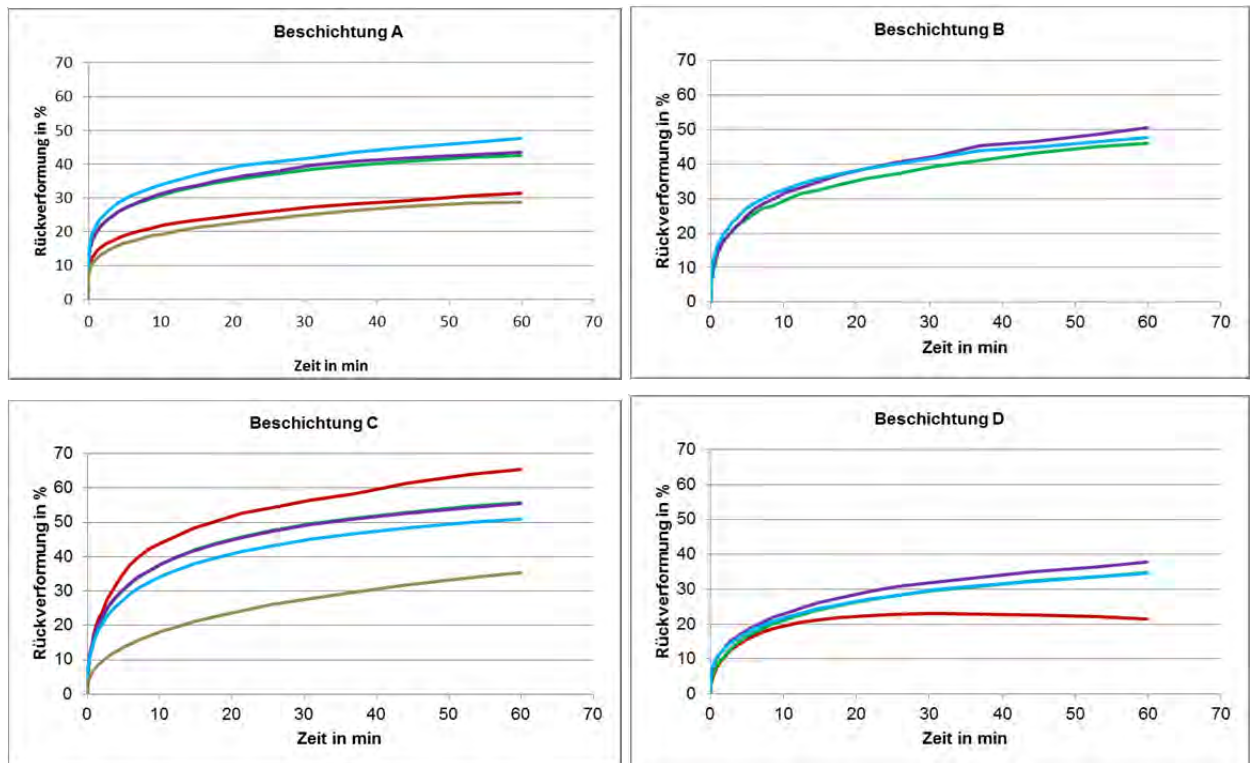 Beschichtung A
Rückverformung in %
70
60
50
40
30
20
10
0
0 10 20 30 40 50 60 70
Zeit in min
Beschichtung B
Rückverformung in %
70
60
50
40
30
20
10
0
0 10 20 30 40 50 60 70
Zeit in min
Beschichtung C
Rückverformung in %
70
60
50
40
30
20
10
0
0 10 20 30 40 50 60 70
Zeit in min
Beschichtung D
Rückverformung in %
70
60
50
40
30
20
10
0
0 10 20 30 40 50 60 70
Zeit in min